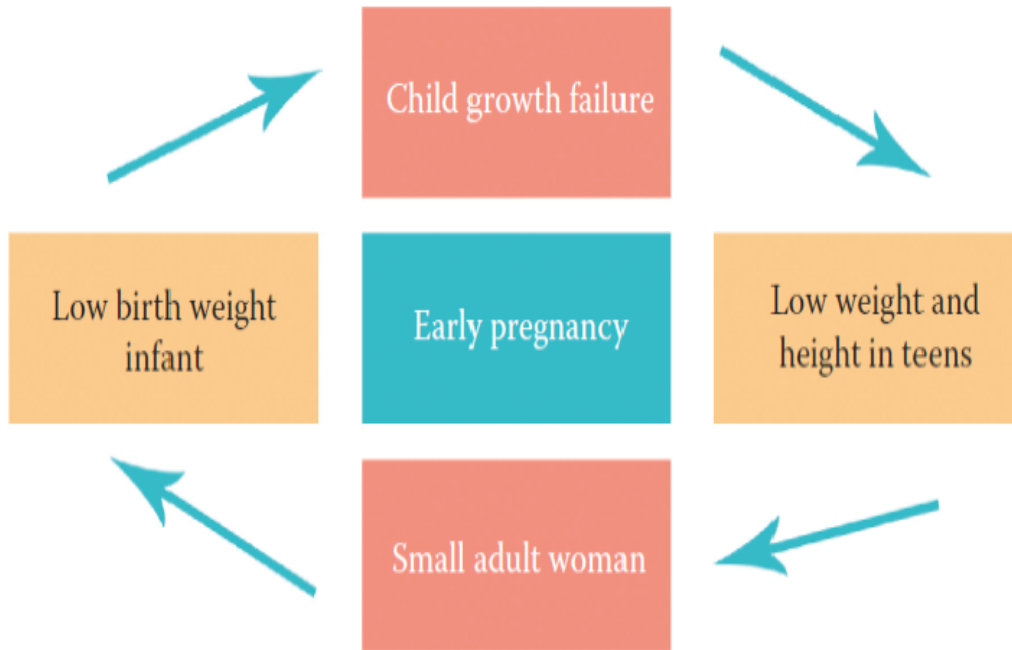 Child growth failure
Low birth weight
infant
Early pregnancy
Low weight and
height in teens
Small adult woman